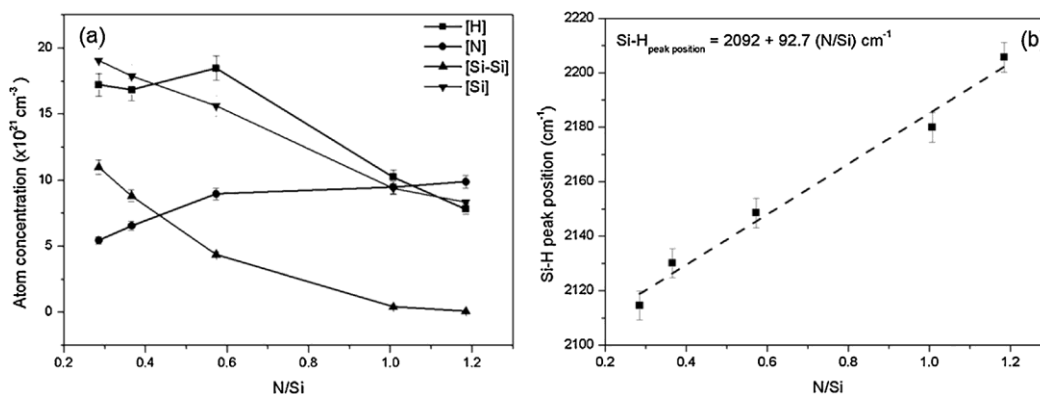 (a)
[H]
[N]
[Si-Si]
[Si]
Atom concentration (x10²¹ cm⁻³)
20
15
10
5
0
0.2 0.4 0.6 0.8 1.0 1.2
N/Si
Si-H peak position = 2092 + 92.7 (N/Si) cm⁻¹
(b)
Si-H peak position (cm⁻¹)
2220
2200
2180
2160
2140
2120
2100
0.2 0.4 0.6 0.8 1.0 1.2
N/Si